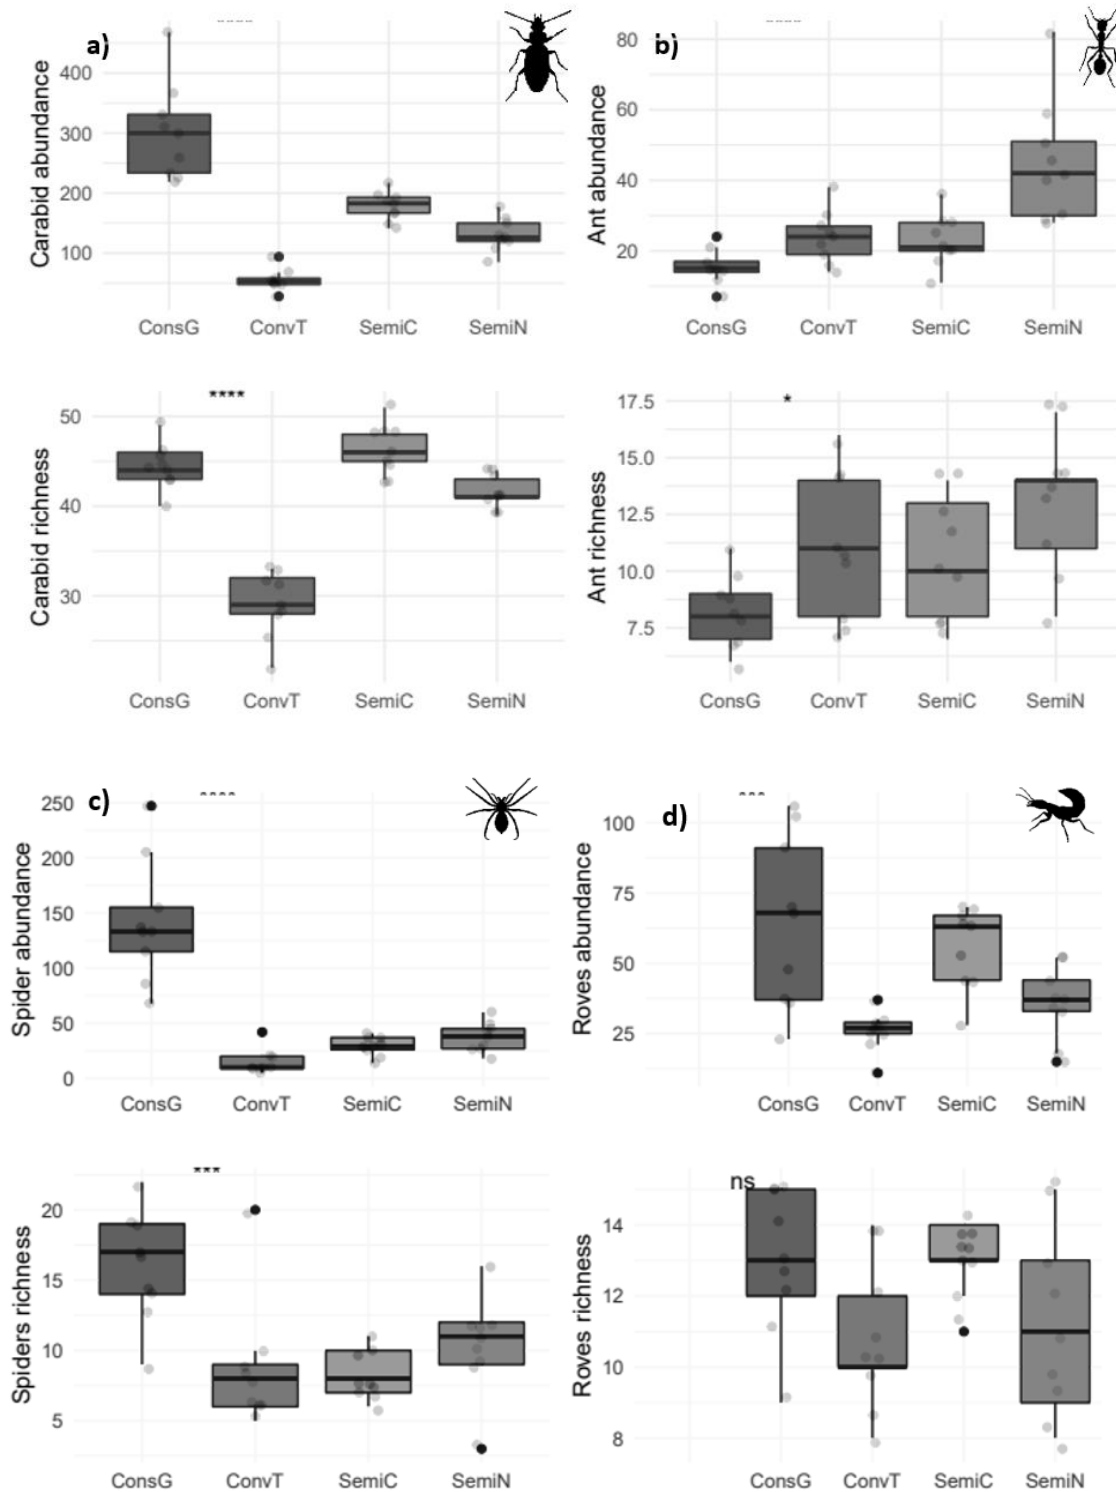 a)
****
400
300
200
100
Carabid abundance
ConsG ConvT SemiC SemiN
b)
****
80
60
40
20
Ant abundance
ConsG ConvT SemiC SemiN
****
50
40
30
Carabid richness
ConsG ConvT SemiC SemiN
*
17.5
15.0
12.5
10.0
7.5
Ant richness
ConsG ConvT SemiC SemiN
c)
****
250
200
150
100
50
0
Spider abundance
ConsG ConvT SemiC SemiN
d)
***
100
75
50
25
Roves abundance
ConsG ConvT SemiC SemiN
***
20
15
10
5
Spiders richness
ConsG ConvT SemiC SemiN
ns
14
12
10
8
Roves richness
ConsG ConvT SemiC SemiN